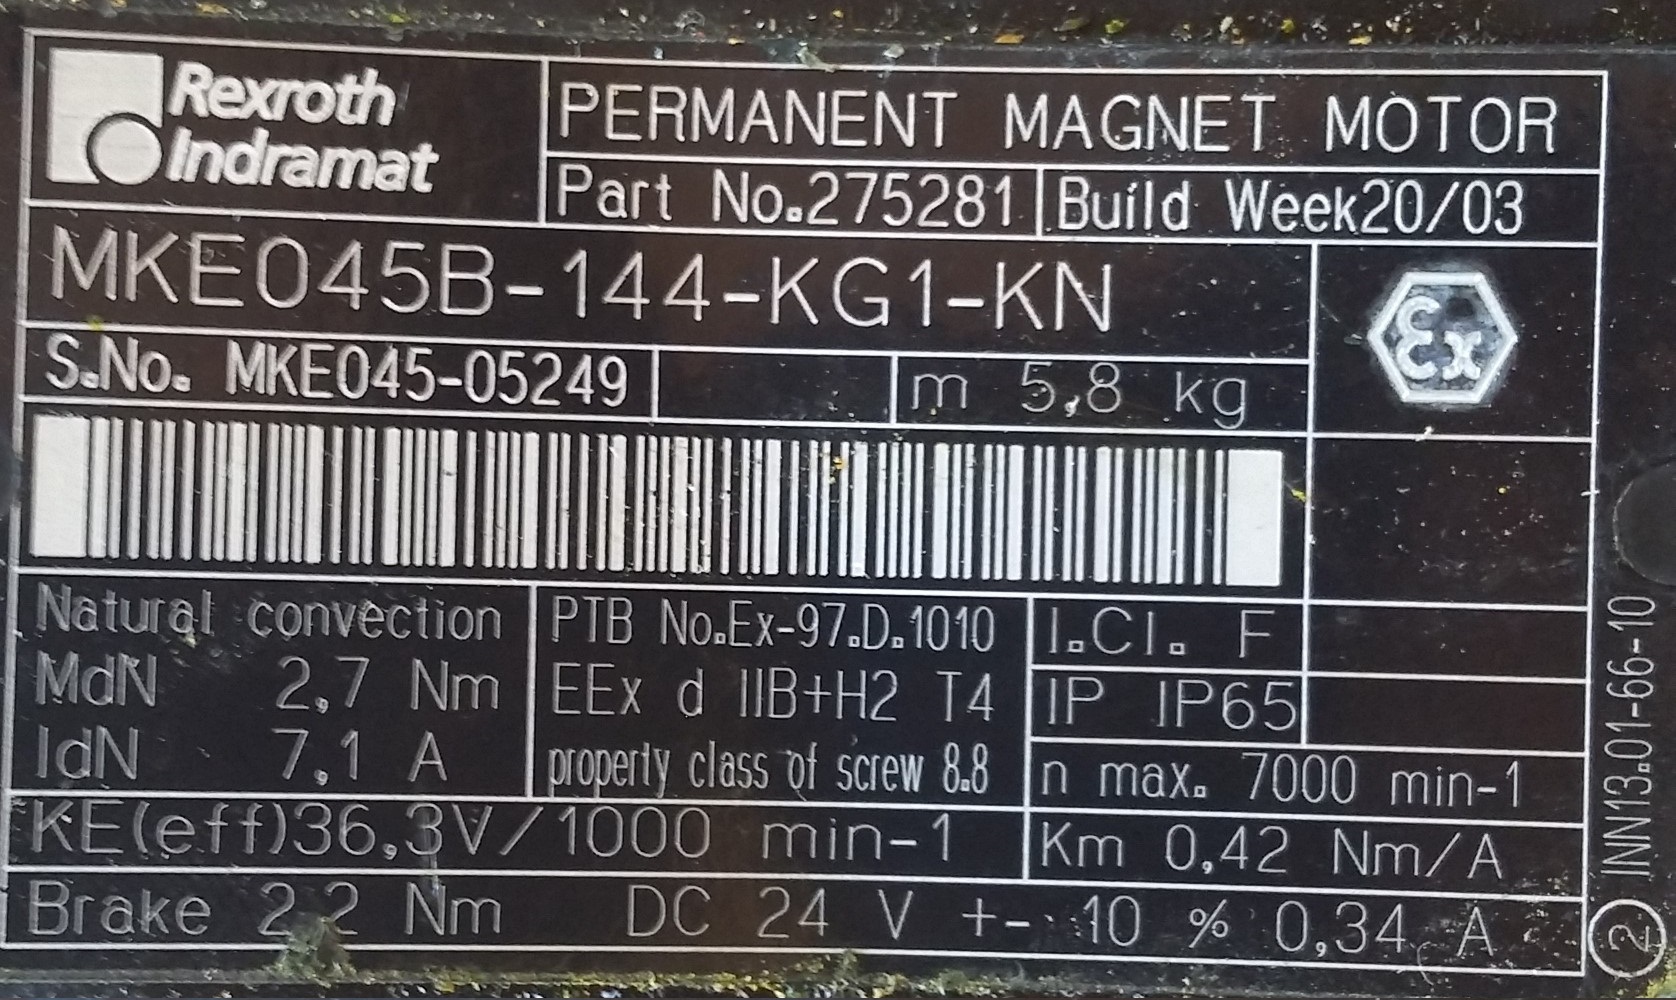 Rexroth
Indramat
PERMANENT MAGNET MOTOR
Part No.275281 Build Week20/03
MKE045B-144-KG1-KN
Ex
S.No. MKE045-05249 m 5,8 kg
Natural convection
MdN 2,7 Nm
IdN 7,1 A
PTB No.Ex-97.D.1010
EEx d IIB+H2 T4
property class of screw 8.8
I.Cl. F
IP IP65
n max. 7000 min-1
KE(eff)36,3V/1000 min-1 Km 0,42 Nm/A
Brake 2,2 Nm DC 24 V +- 10 % 0,34 A
INN13.01-66-10
2